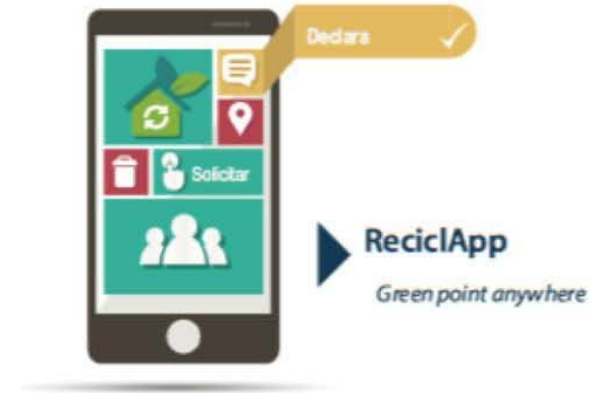 Declara
Solicitar
ReciclApp
Green point anywhere